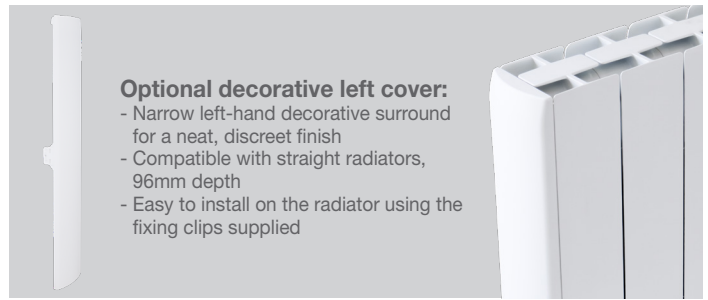 Optional decorative left cover:
- Narrow left-hand decorative surround
for a neat, discreet finish
- Compatible with straight radiators,
96mm depth
- Easy to install on the radiator using the
fixing clips supplied